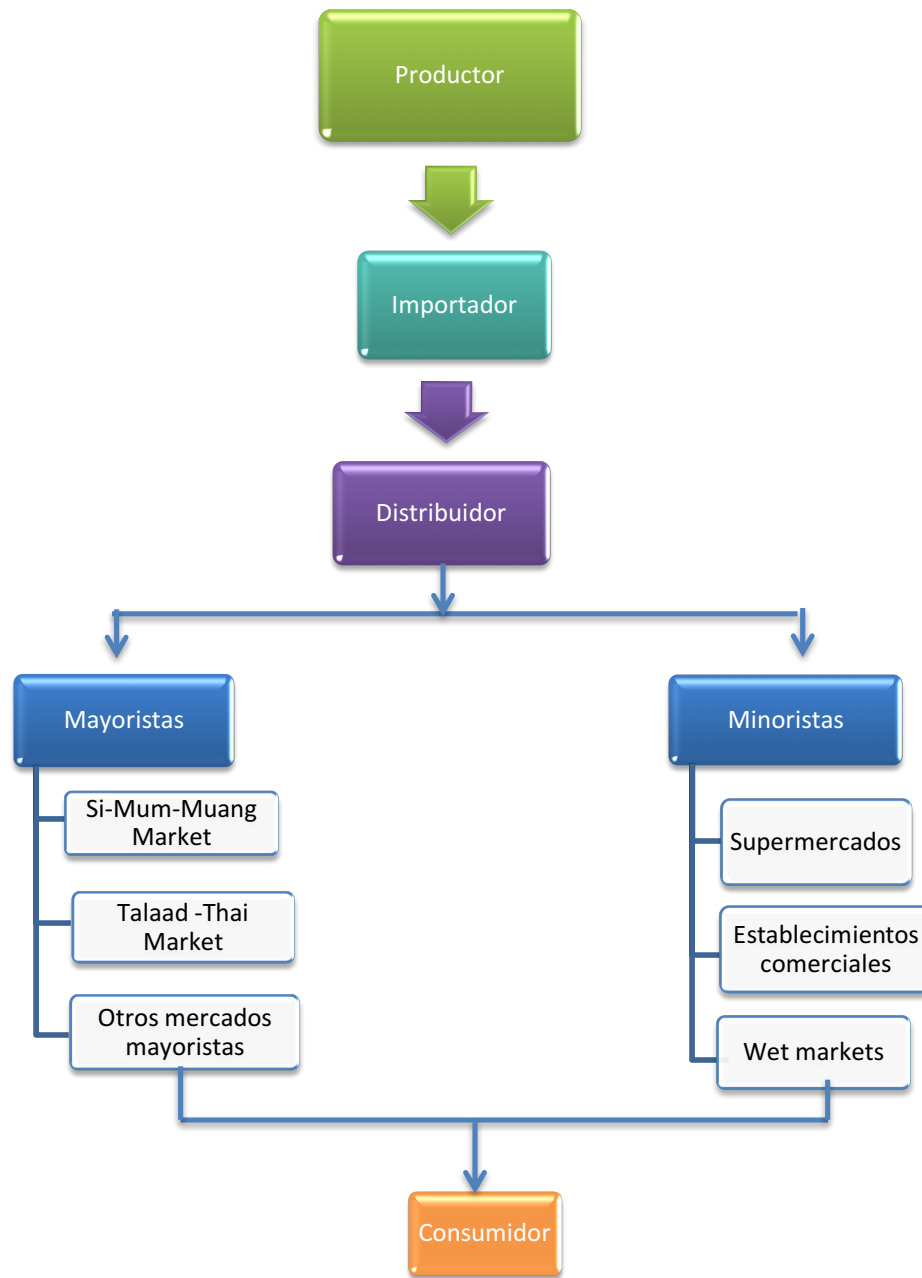 Productor
Importador
Distribuidor
Mayoristas
Si-Mum-Muang
Market
Talaad -Thai
Market
Otros mercados
mayoristas
Minoristas
Supermercados
Establecimientos
comerciales
Wet markets
Consumidor